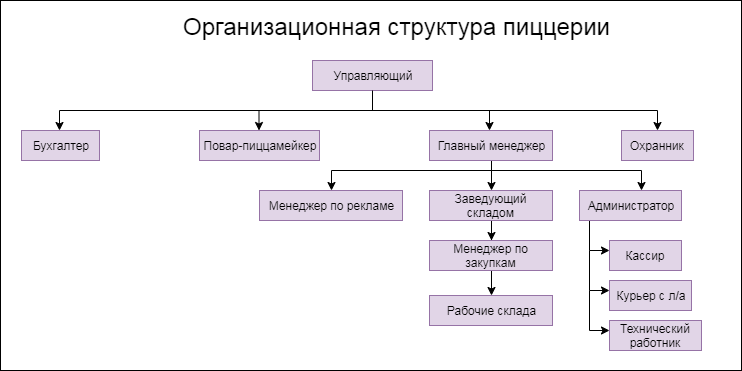 Организационная структура пиццерии
Управляющий
Бухгалтер
Повар-пиццамейкер
Главный менеджер
Охранник
Менеджер по рекламе
Заведующий
складом
Администратор
Менеджер по
закупкам
Кассир
Курьер с л/а
Рабочие склада
Технический
работник